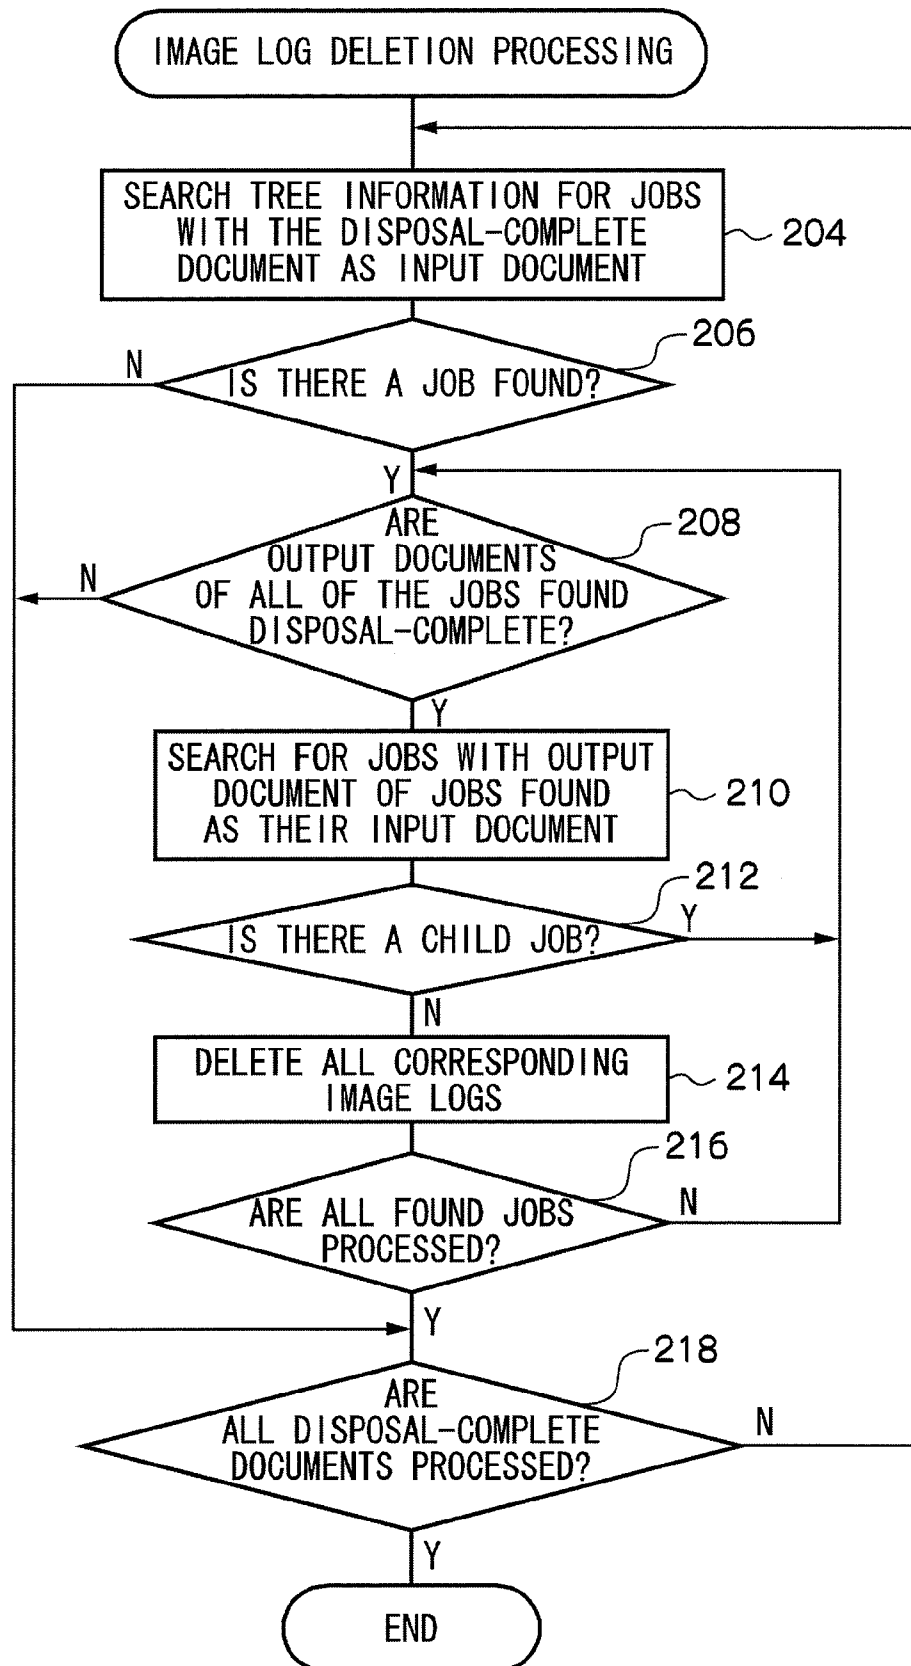 IMAGE LOG DELETION PROCESSING
SEARCH TREE INFORMATION FOR JOBS
WITH THE DISPOSAL-COMPLETE
DOCUMENT AS INPUT DOCUMENT
204
206
N
IS THERE A JOB FOUND?
Y
208
ARE
OUTPUT DOCUMENTS
OF ALL OF THE JOBS FOUND
DISPOSAL-COMPLETE?
N
Y
SEARCH FOR JOBS WITH OUTPUT
DOCUMENT OF JOBS FOUND
AS THEIR INPUT DOCUMENT
210
212
IS THERE A CHILD JOB?
Y
N
DELETE ALL CORRESPONDING
IMAGE LOGS
214
216
ARE ALL FOUND JOBS
PROCESSED?
N
Y
218
ARE
ALL DISPOSAL-COMPLETE
DOCUMENTS PROCESSED?
N
Y
END